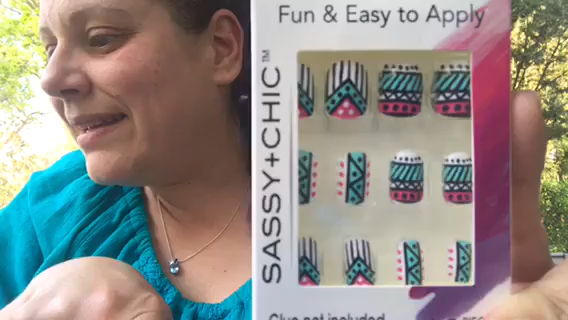 Fun & Easy to Apply
SASSY+CHIC™
Glue not included